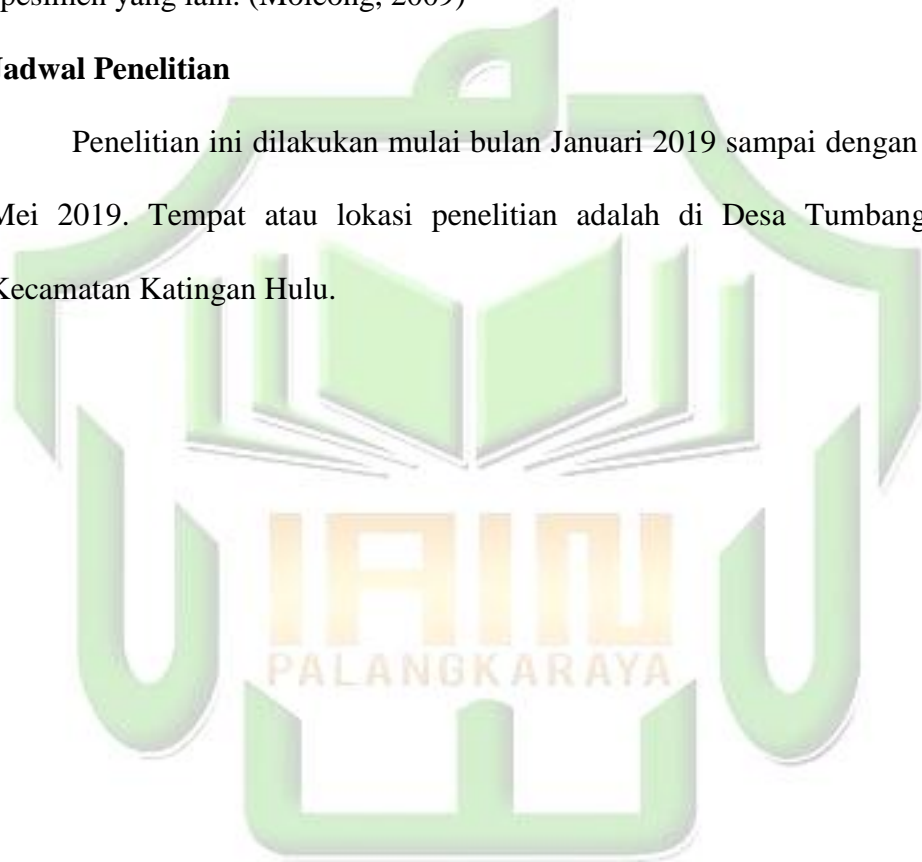 spesimen yang lain. (Moleong, 2009)
Jadwal Penelitian
Penelitian ini dilakukan mulai bulan Januari 2019 sampai dengan
Mei 2019. Tempat atau lokasi penelitian adalah di Desa Tumbang
Kecamatan Katingan Hulu.
IAIN
PALANGKARAYA